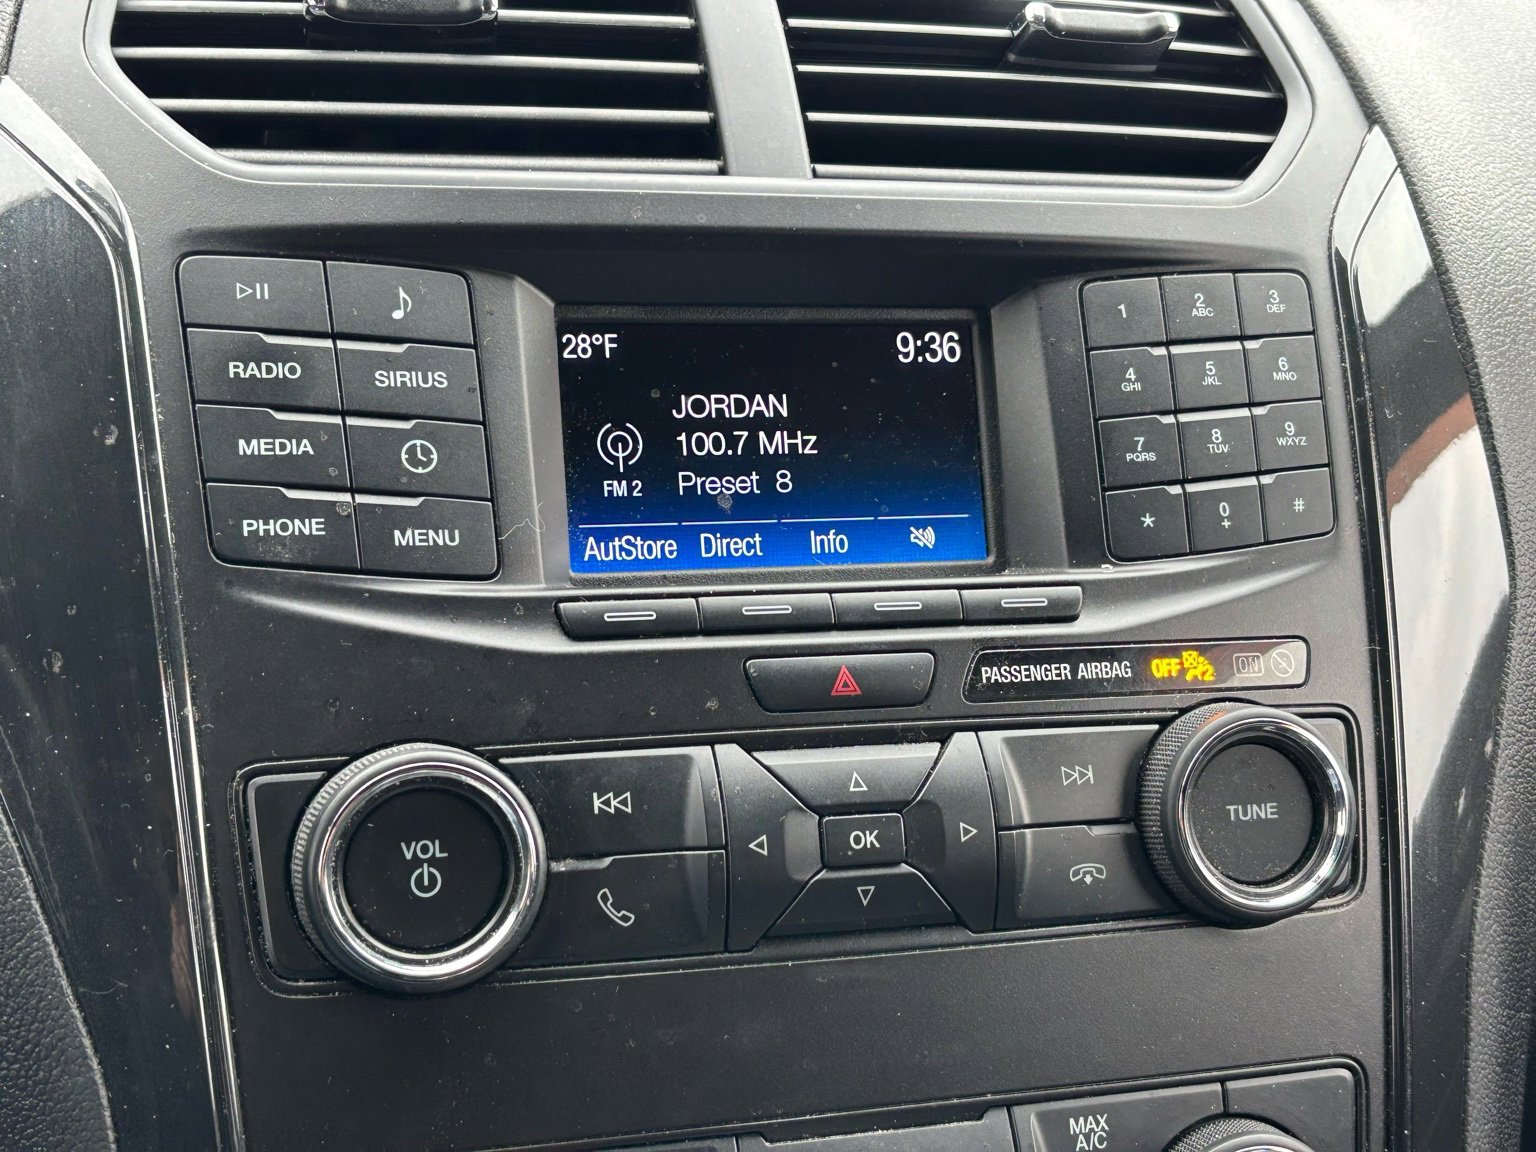 RADIO
SIRIUS
MEDIA
PHONE
MENU
28°F
9:36
JORDAN
100.7 MHz
Preset 8
FM 2
AutStore Direct Info
1
2
ABC
3
DEF
4
GHI
5
JKL
6
MNO
7
PQRS
8
TUV
9
WXYZ
*
0
+
#
PASSENGER AIRBAG OFF 2 ON
VOL
OK
TUNE
MAX
A/C